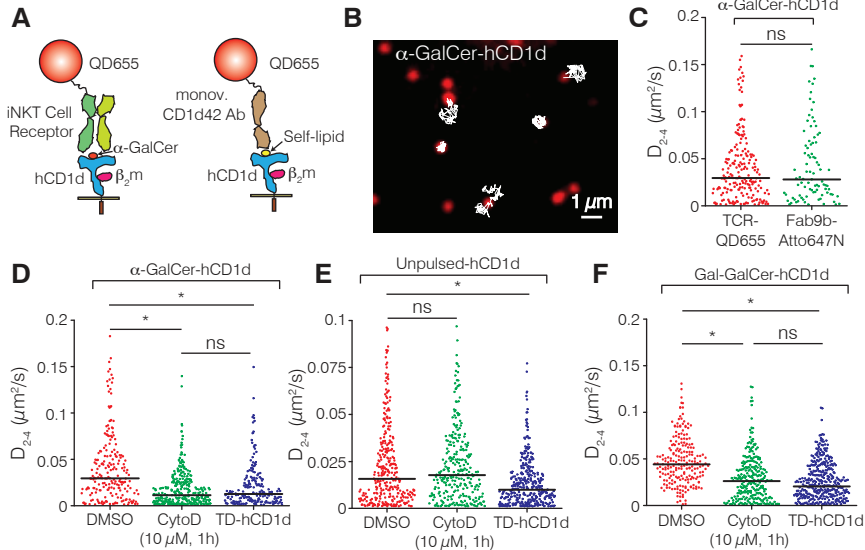 A
QD655
iNKT Cell
Receptor
α-GalCer
hCD1d
β2m
QD655
monov.
CD1d42 Ab
Self-lipid
hCD1d
β2m
B
α-GalCer-hCD1d
1 μm
C
α-GalCer-hCD1d
ns
0.2
0.15
0.1
0.05
0
D2-4 (μm²/s)
TCR-
QD655
Fab9b-
Atto647N
D
α-GalCer-hCD1d
*
*
ns
0.2
0.15
0.1
0.05
0
D2-4 (μm²/s)
DMSO CytoD TD-hCD1d
(10 μM, 1h)
E
Unpulsed-hCD1d
*
ns
0.1
0.075
0.05
0.025
0
D2-4 (μm²/s)
DMSO CytoD TD-hCD1d
(10 μM, 1h)
F
Gal-GalCer-hCD1d
*
*
ns
0.2
0.15
0.1
0.05
0
D2-4 (μm²/s)
DMSO CytoD TD-hCD1d
(10 μM, 1h)